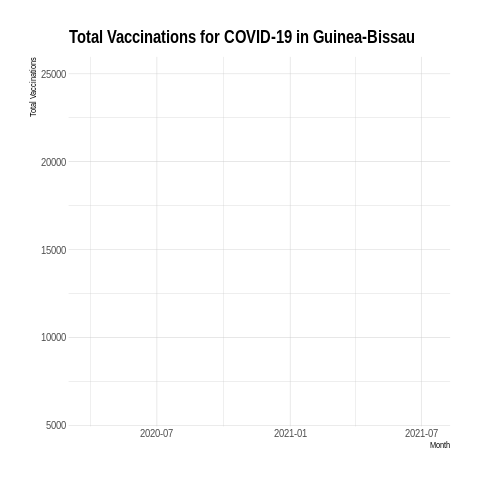 Total Vaccinations for COVID-19 in Guinea-Bissau
Total Vaccinations
25000
20000
15000
10000
5000
2020-07 2021-01 2021-07
Month